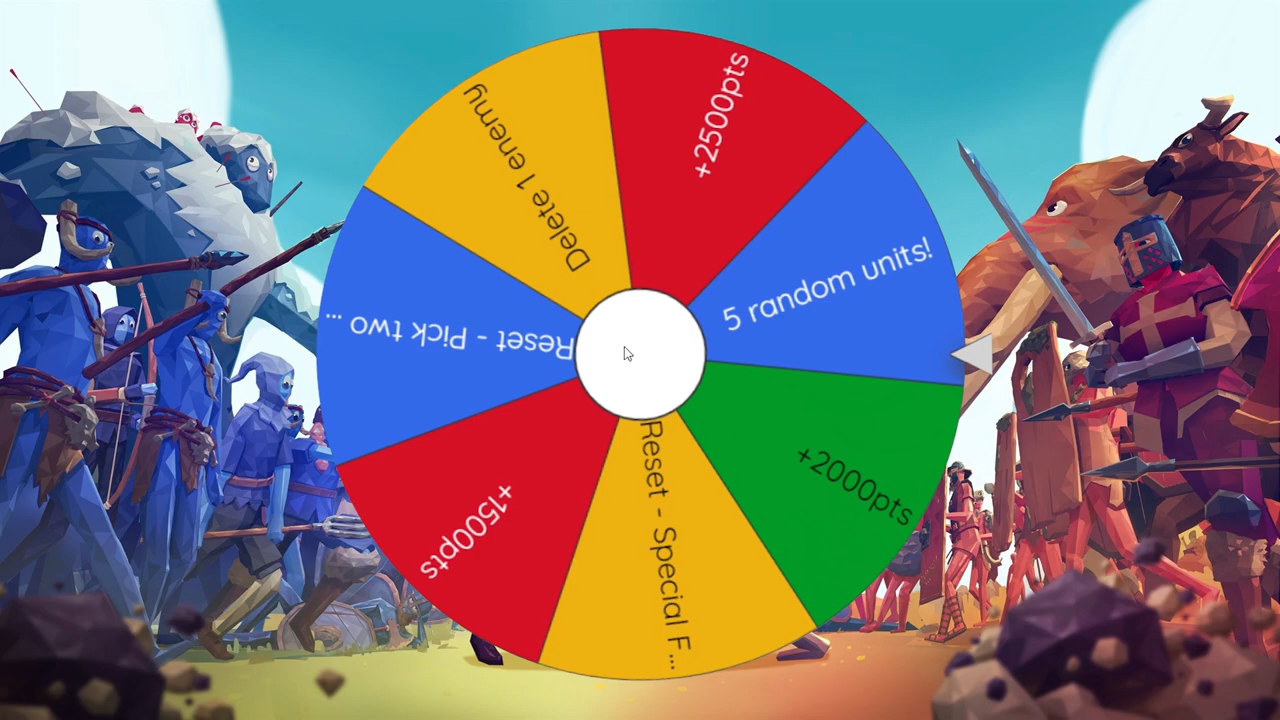 +2500pts
5 random units!
+2000pts
Reset - Special F ...
+1500pts
Reset - Pick two ...
Delete 1 enemy